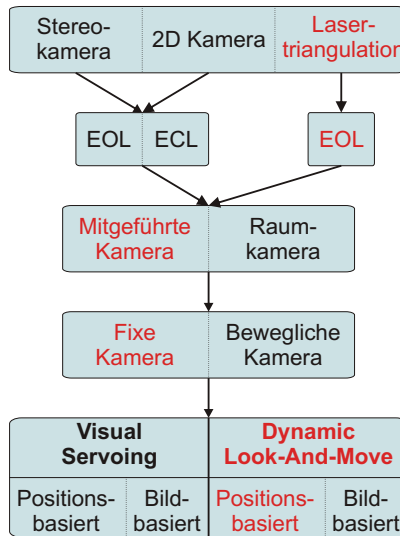 Stereo-
kamera
2D Kamera
Laser-
triangulation
EOL
ECL
EOL
Mitgeführte
Kamera
Raum-
kamera
Fixe
Kamera
Bewegliche
Kamera
Visual
Servoing
Dynamic
Look-And-Move
Positions-
basiert
Bild-
basiert
Positions-
basiert
Bild-
basiert